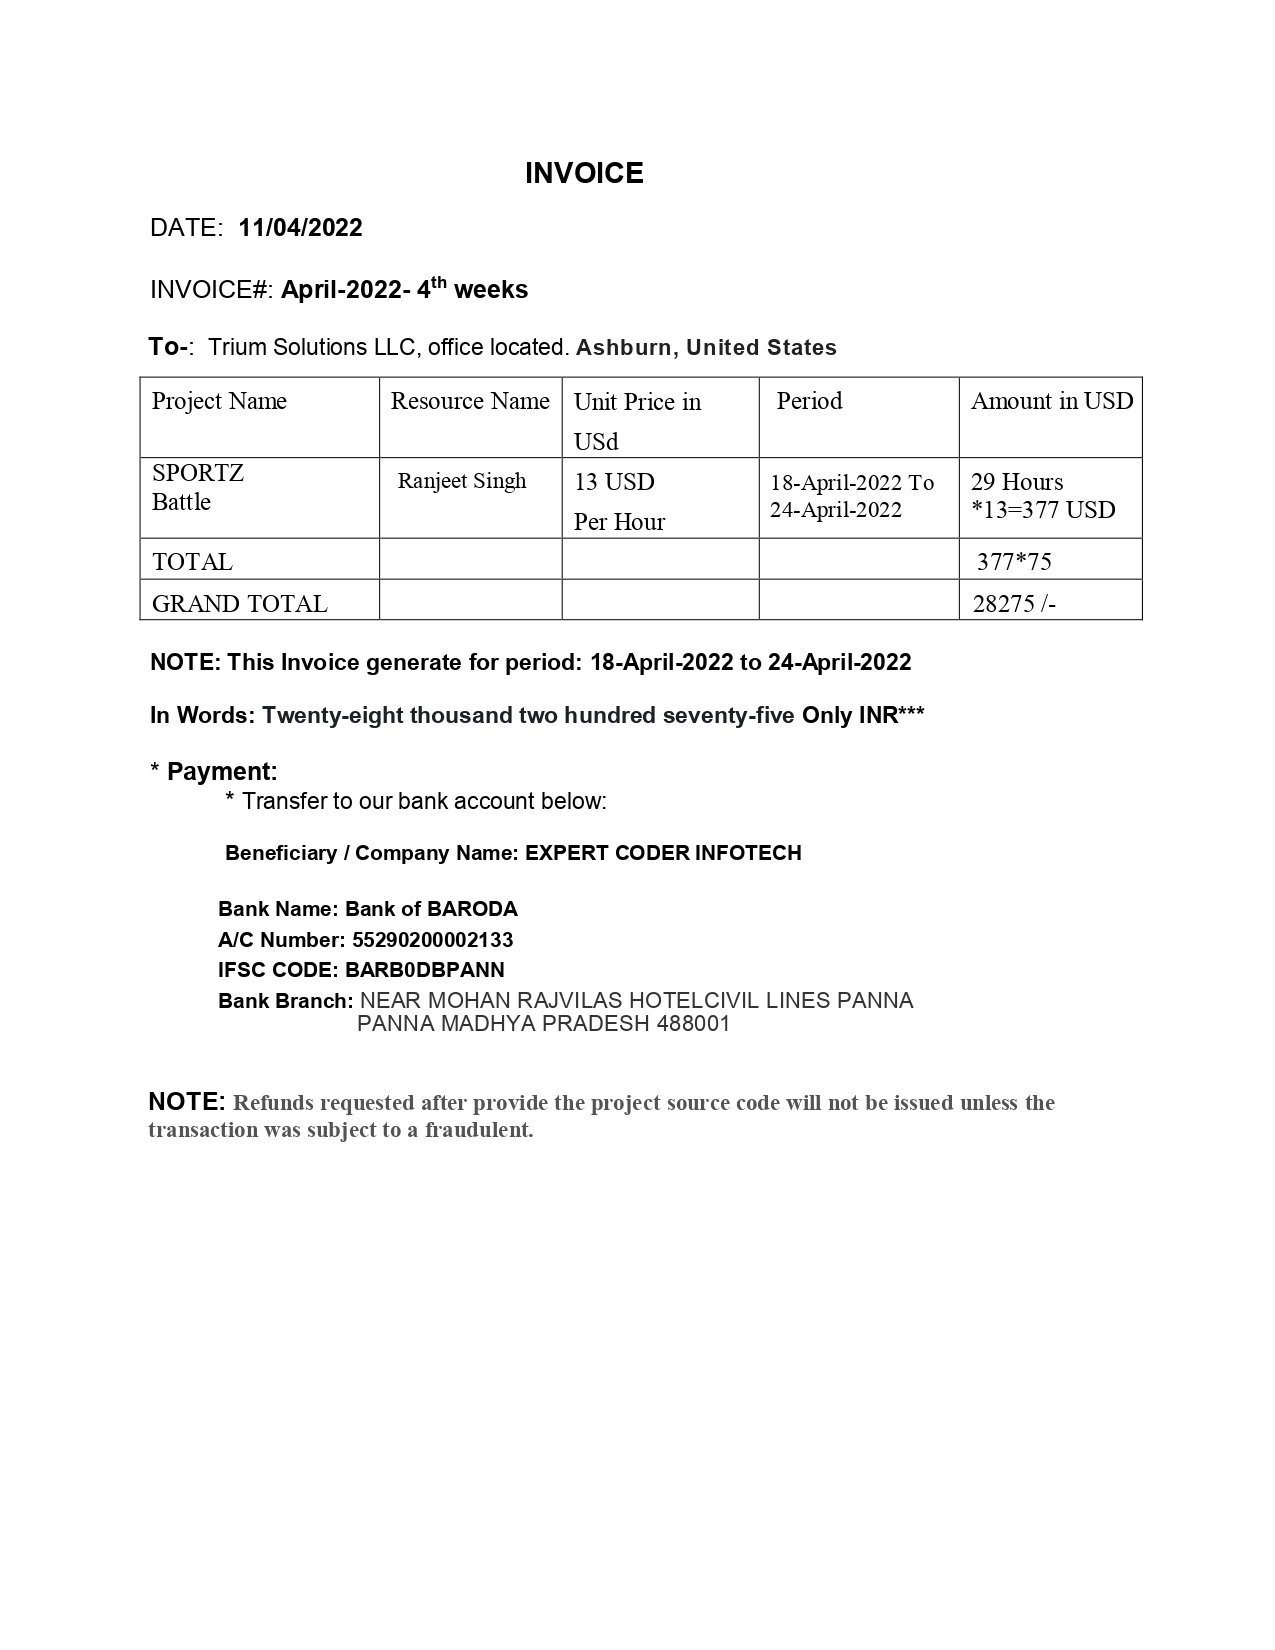 INVOICE
DATE: 11/04/2022
INVOICE#: April-2022- 4th weeks
To-: Trium Solutions LLC, office located. Ashburn, United States
Project Name Resource Name Unit Price in USd Period Amount in USD
SPORTZ Battle Ranjeet Singh 13 USD Per Hour 18-April-2022 To 24-April-2022 29 Hours *13=377 USD
TOTAL 377*75
GRAND TOTAL 28275 /-
NOTE: This Invoice generate for period: 18-April-2022 to 24-April-2022
In Words: Twenty-eight thousand two hundred seventy-five Only INR***
* Payment:
* Transfer to our bank account below:
Beneficiary / Company Name: EXPERT CODER INFOTECH
Bank Name: Bank of BARODA
A/C Number: 55290200002133
IFSC CODE: BARB0DBPANN
Bank Branch: NEAR MOHAN RAJVILAS HOTELCIVIL LINES PANNA
PANNA MADHYA PRADESH 488001
NOTE: Refunds requested after provide the project source code will not be issued unless the
transaction was subject to a fraudulent.